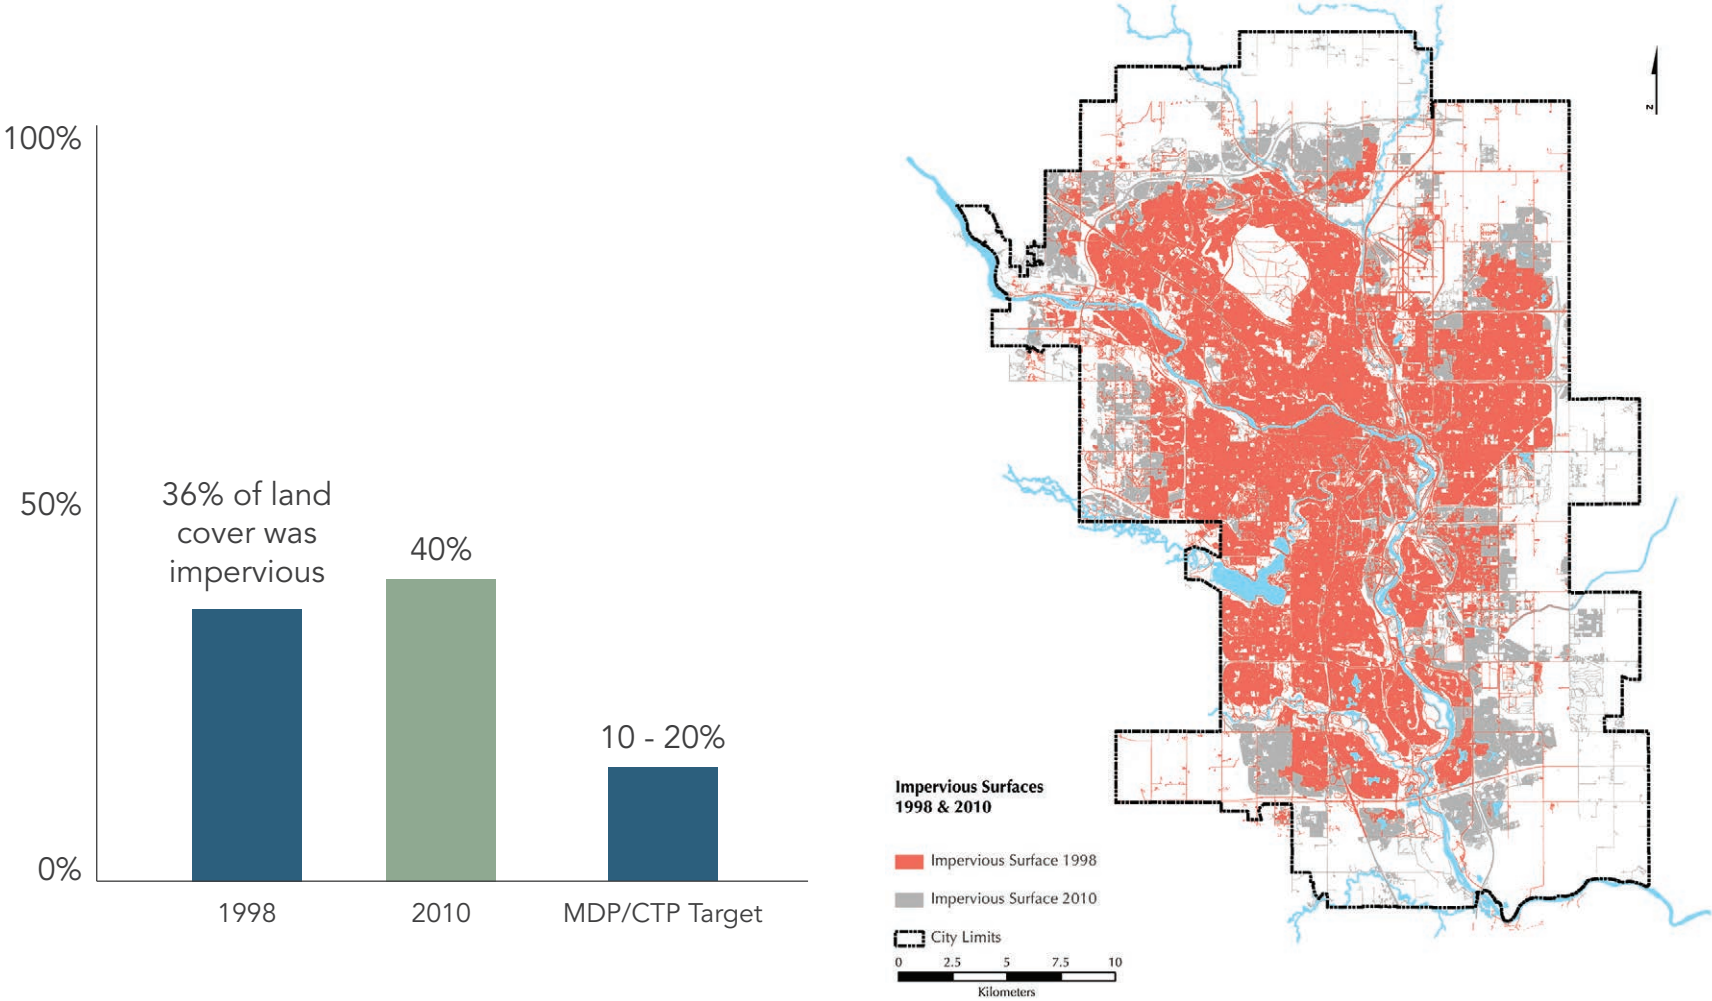 100%
50%
0%
36% of land
cover was
impervious
40%
10 - 20%
1998
2010
MDP/CTP Target
N
Impervious Surfaces
1998 & 2010
Impervious Surface 1998
Impervious Surface 2010
City Limits
0 2.5 5 7.5 10
Kilometers